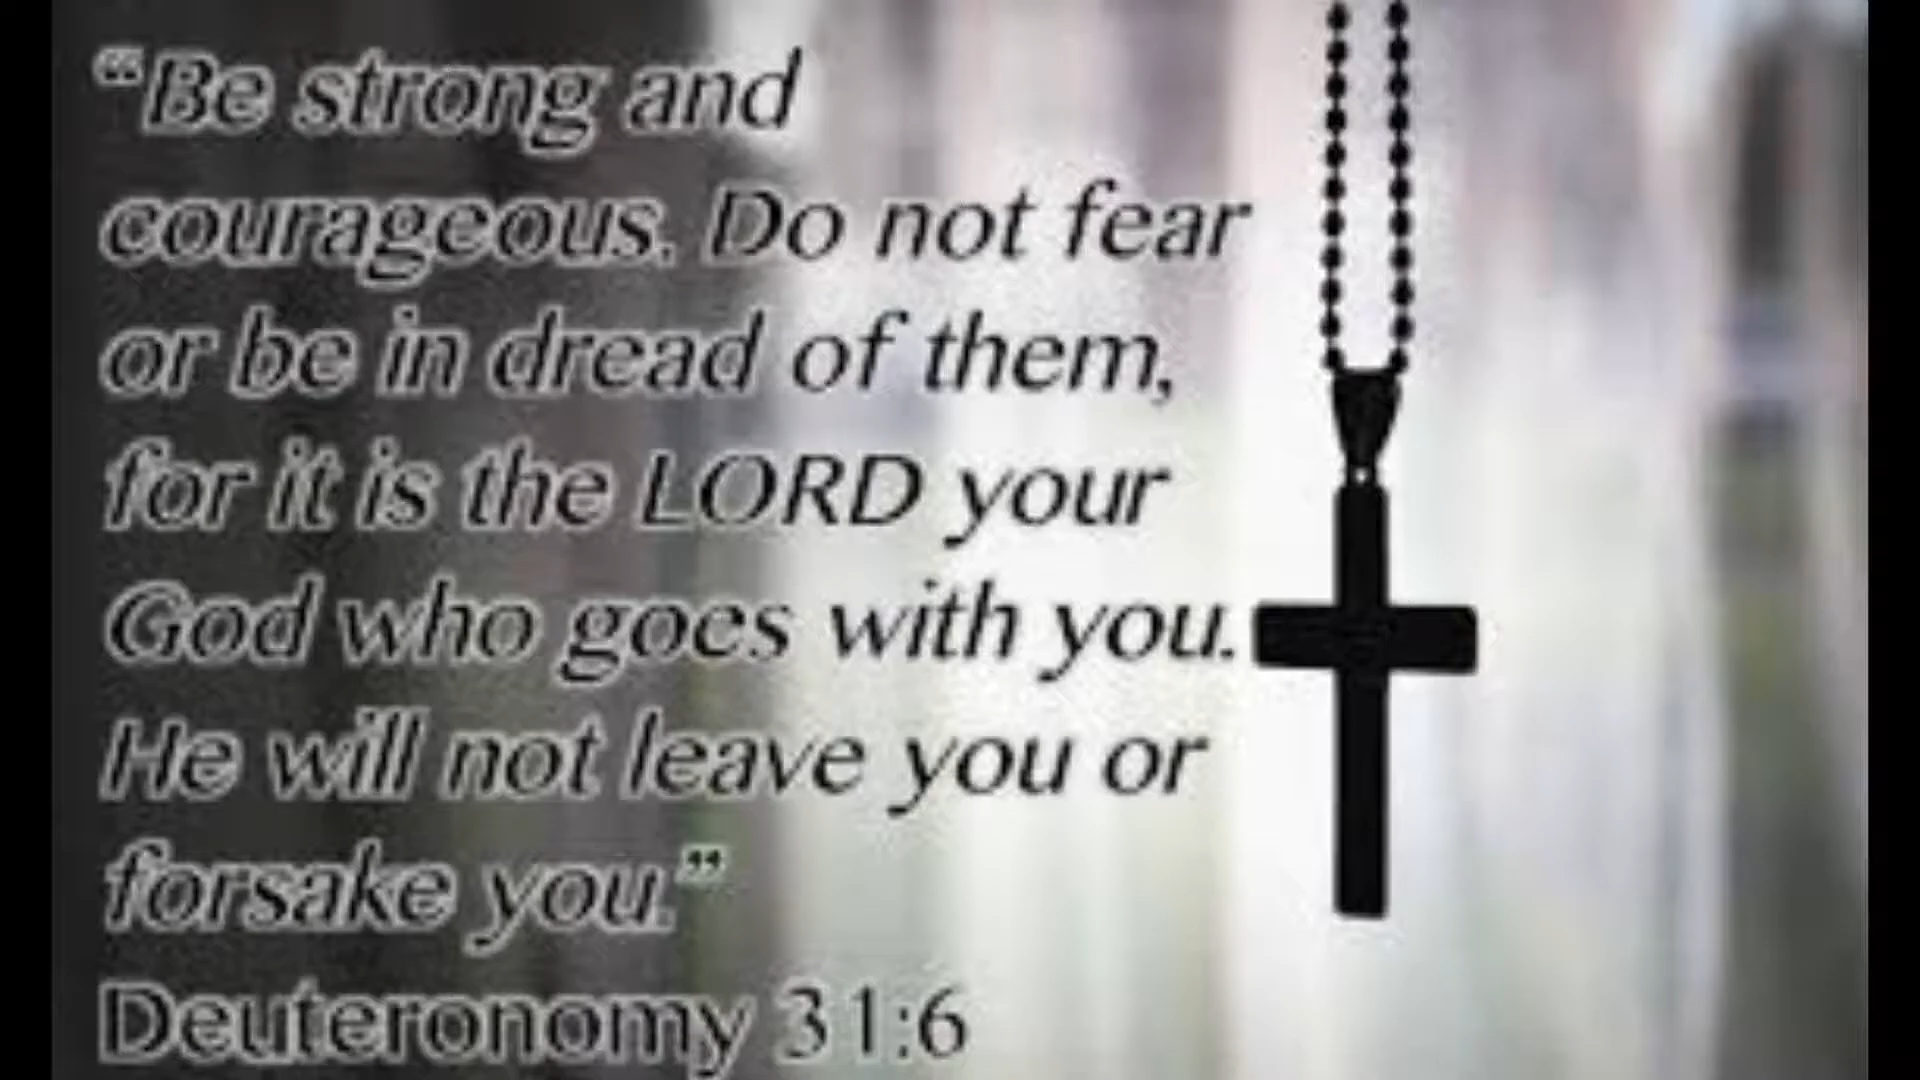 “Be strong and
courageous. Do not fear
or be in dread of them,
for it is the LORD your
God who goes with you.
He will not leave you or
forsake you.”
Deuteronomy 31:6